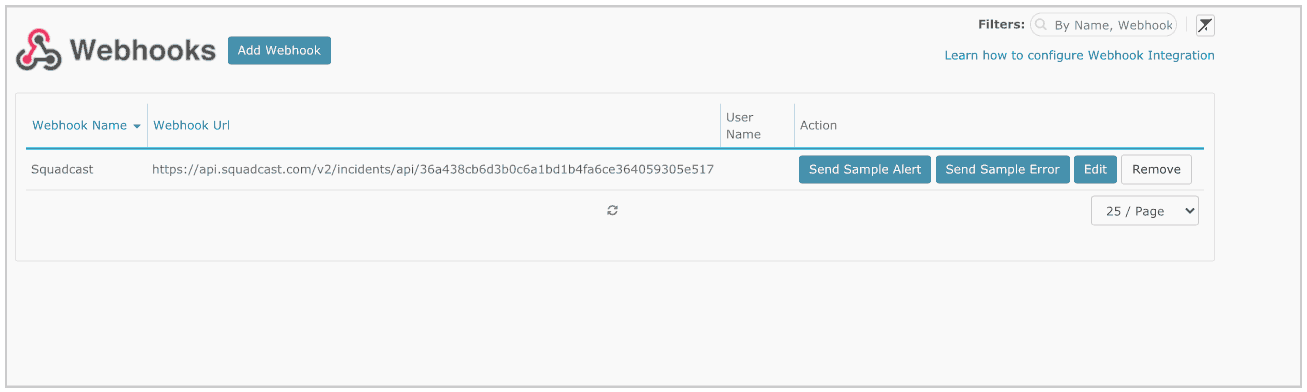 Filters: By Name, Webhook
Webhooks Add Webhook
Learn how to configure Webhook Integration
Webhook Name Webhook Url User Name Action
Squadcast https://api.squadcast.com/v2/incidents/api/36a438cb6d3b0c6a1bd1b4fa6ce364059305e517 Send Sample Alert Send Sample Error Edit Remove
25 / Page